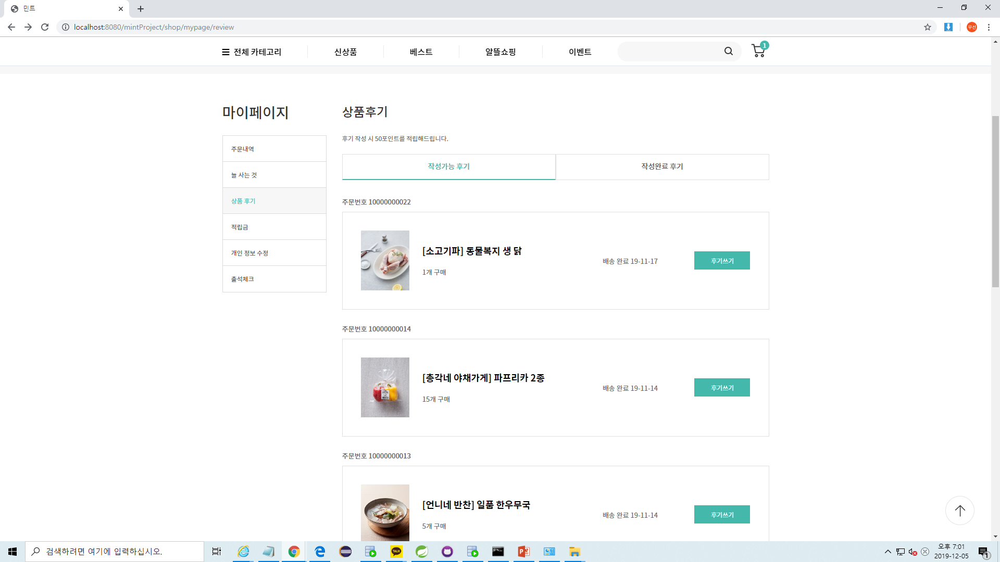 민트
localhost:8080/mintProject/shop/mypage/review
무선
전체 카테고리
신상품
베스트
알뜰쇼핑
이벤트
1
마이페이지
주문내역
늘 사는 것
상품 후기
적립금
개인 정보 수정
출석체크
상품후기
후기 작성 시 50포인트를 적립해드립니다.
작성가능 후기
작성완료 후기
주문번호 10000000022
[소고기파] 동물복지 생 닭
1개 구매
배송 완료 19-11-17
후기쓰기
주문번호 10000000014
[총각네 야채가게] 파프리카 2종
15개 구매
배송 완료 19-11-14
후기쓰기
주문번호 10000000013
[언니네 반찬] 일품 한우무국
5개 구매
배송 완료 19-11-14
후기쓰기
검색하려면 여기에 입력하십시오.
TALK
오후 7:01
2019-12-05
1